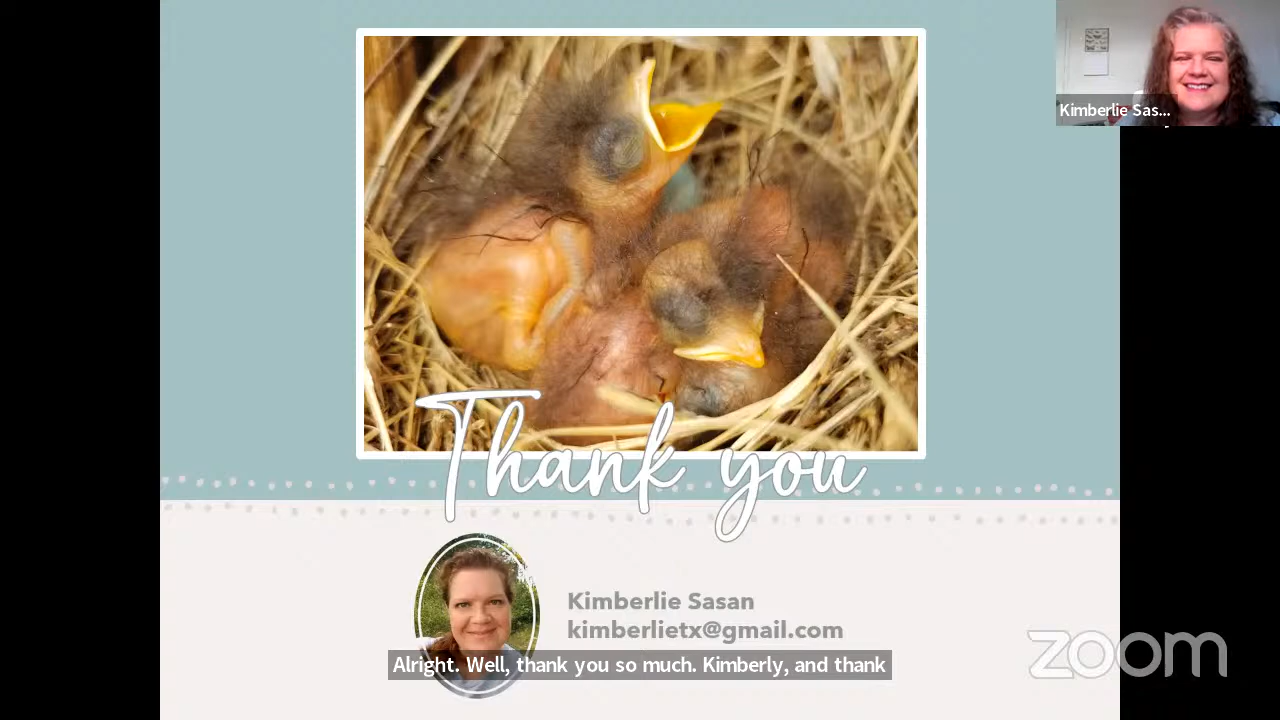 Kimberlie Sas...
Thank you
Kimberlie Sasan
kimberlietx@gmail.com
Alright. Well, thank you so much. Kimberly, and thank
zoom